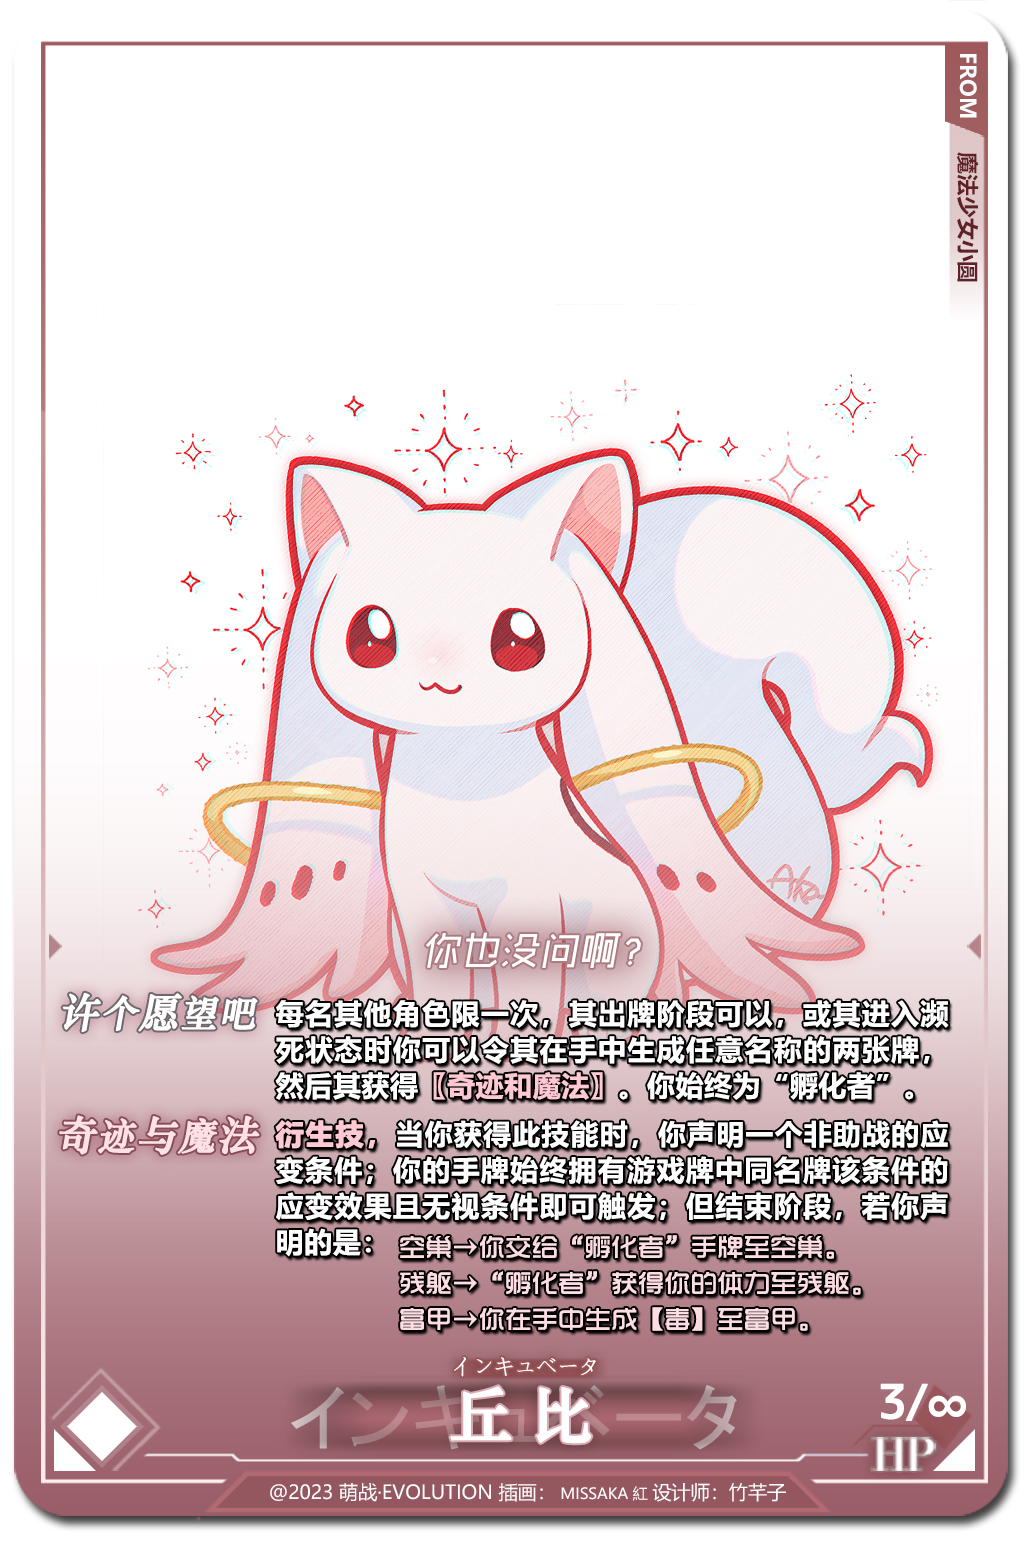 FROM
魔法少女小圆
你也没问啊？
许个愿望吧
每名其他角色限一次，其出牌阶段可以，或其进入濒
死状态时你可以令其在手中生成任意名称的两张牌，
然后其获得〖奇迹和魔法〗。你始终为“孵化者”。
奇迹与魔法
衍生技，当你获得此技能时，你声明一个非助战的应
变条件；你的手牌始终拥有游戏牌中同名牌该条件的
应变效果且无视条件即可触发；但结束阶段，若你声
明的是：空巢→你交给“孵化者”手牌至空巢。
残躯→“孵化者”获得你的体力至残躯。
富甲→你在手中生成【毒】至富甲。
インキュベータ
インキュベータ
丘比
3/∞
HP
@2023 萌战·EVOLUTION 插画： MISSAKA 紅 设计师：竹芊子